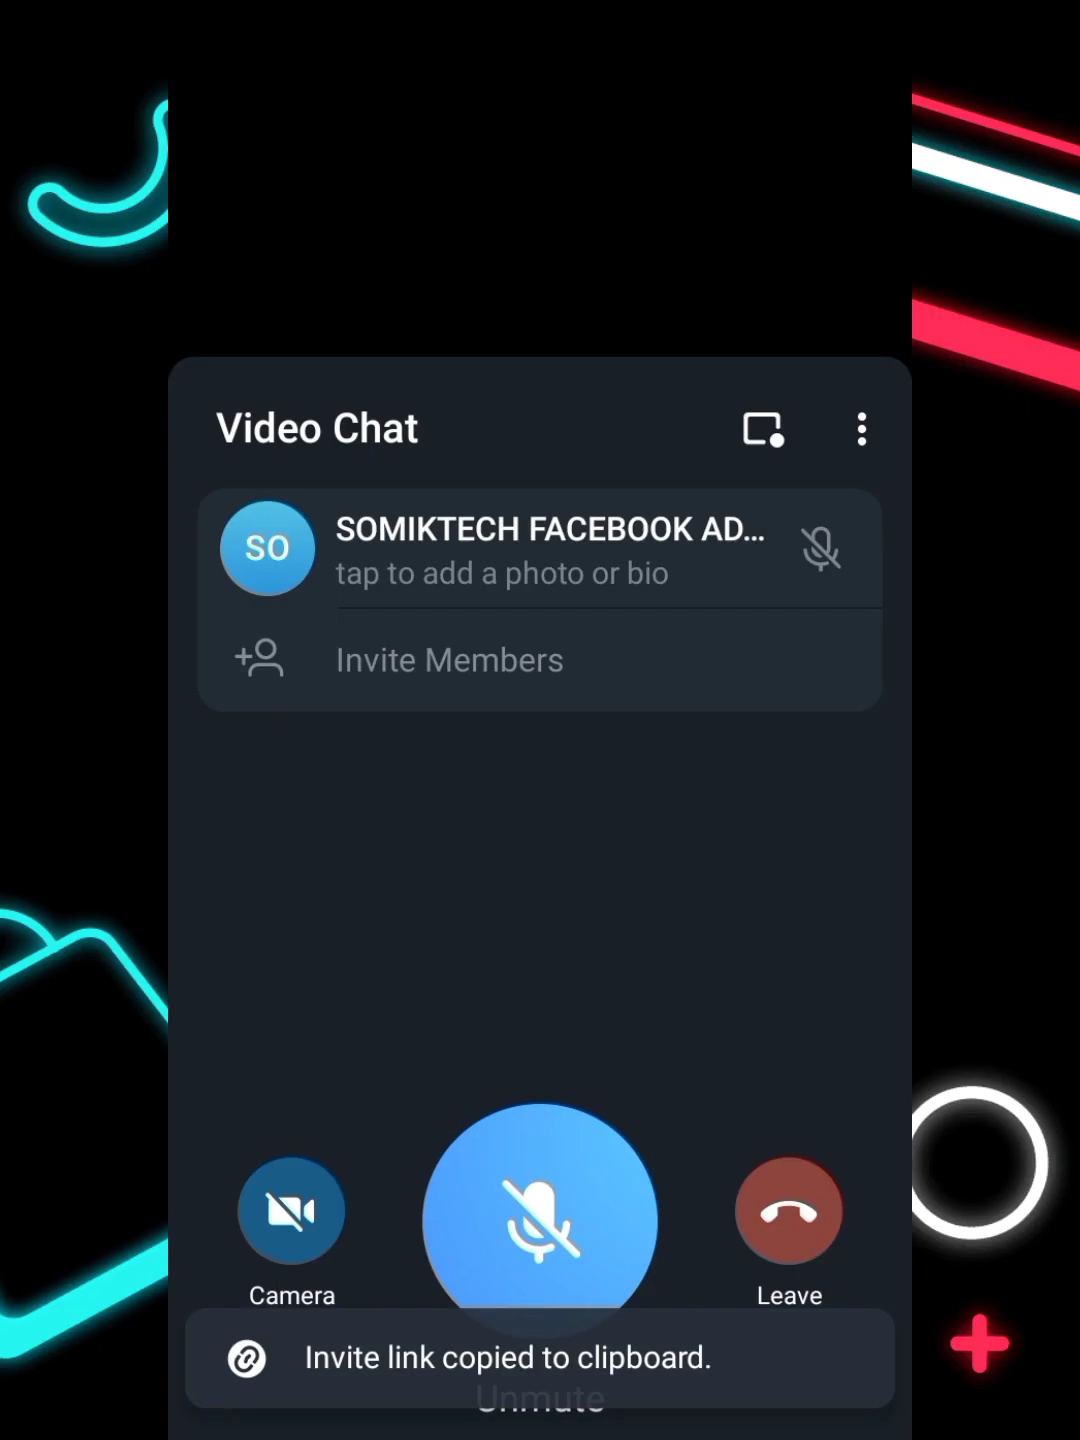 Video Chat
SO
SOMIKTECH FACEBOOK AD...
tap to add a photo or bio
Invite Members
Camera
Leave
Invite link copied to clipboard.
Unmute